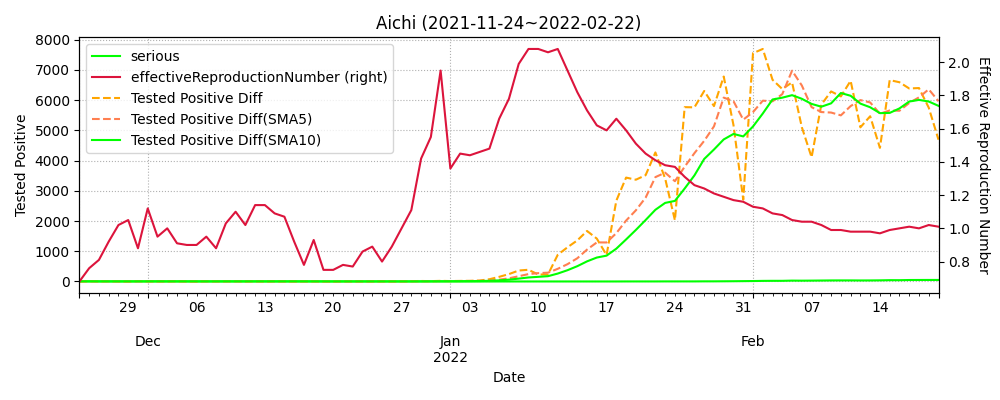 Aichi (2021-11-24~2022-02-22)
serious
effectiveReproductionNumber (right)
Tested Positive Diff
Tested Positive Diff(SMA5)
Tested Positive Diff(SMA10)
Tested Positive
8000
7000
6000
5000
4000
3000
2000
1000
0
Effective Reproduction Number
2.0
1.8
1.6
1.4
1.2
1.0
0.8
29 06 13 20 27 03 10 17 24 31 07 14
Dec Jan Feb
2022
Date